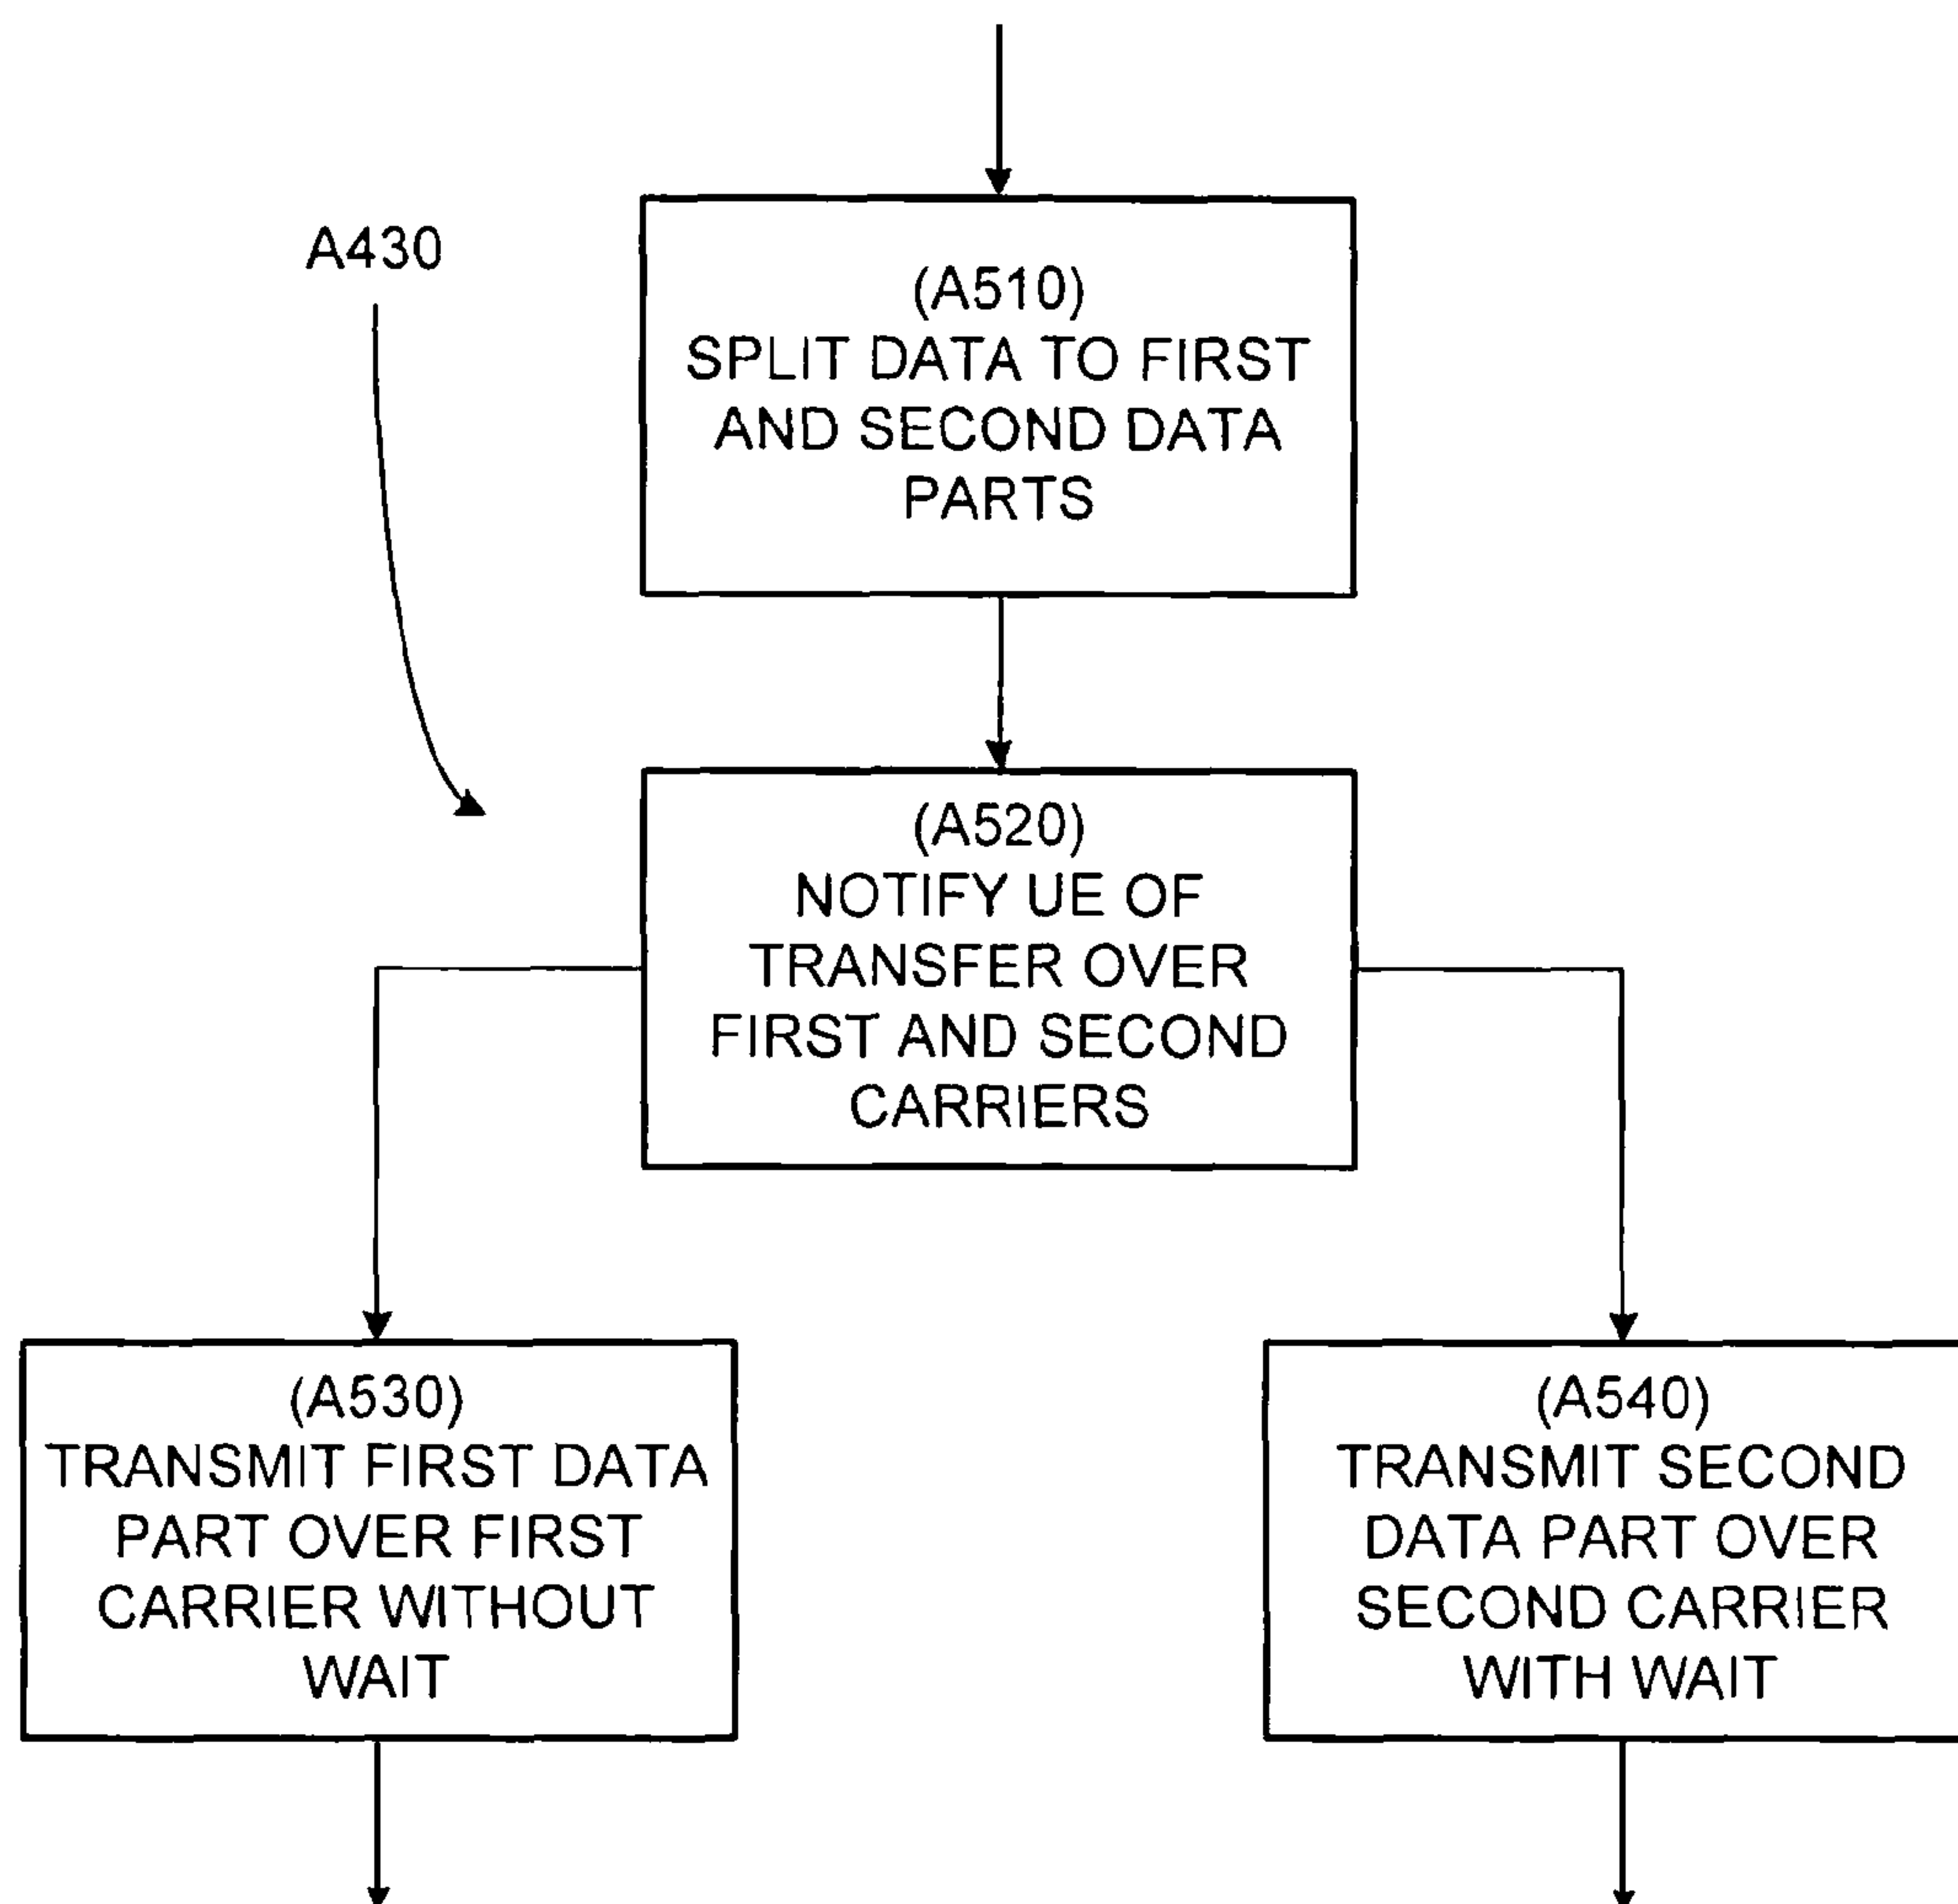 A430
(A510)
SPLIT DATA TO FIRST
AND SECOND DATA
PARTS
(A520)
NOTIFY UE OF
TRANSFER OVER
FIRST AND SECOND
CARRIERS
(A530)
TRANSMIT FIRST DATA
PART OVER FIRST
CARRIER WITHOUT
WAIT
(A540)
TRANSMIT SECOND
DATA PART OVER
SECOND CARRIER
WITH WAIT